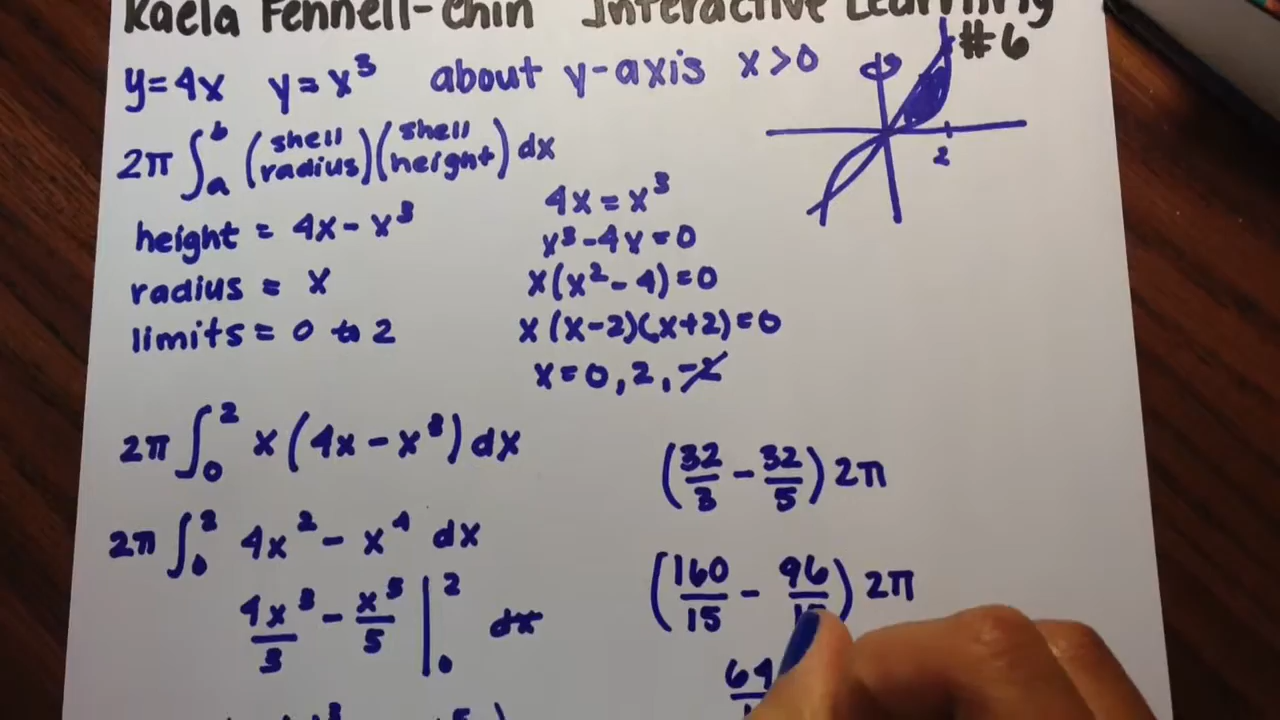 Kaela Fennell-Chin Interactive Learning
#6
y=4x y=x³ about y-axis x>0
2
2π ∫ₐᵇ (shell radius)(shell height) dx
height = 4x-x³
radius = x
limits = 0 to 2
4x = x³
x³-4x=0
x(x²-4)=0
x(x-2)(x+2)=0
x=0, 2, -2
2π ∫₀² x(4x-x³)dx
2π ∫₀² 4x²-x⁴ dx
4x³/3 - x⁵/5 |₀² dx
(32/3 - 32/5) 2π
(160/15 - 96/15) 2π
64